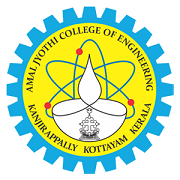 AMAL JYOTHI COLLEGE OF ENGINEERING
KANJIRAPPALLY KOTTAYAM KERALA